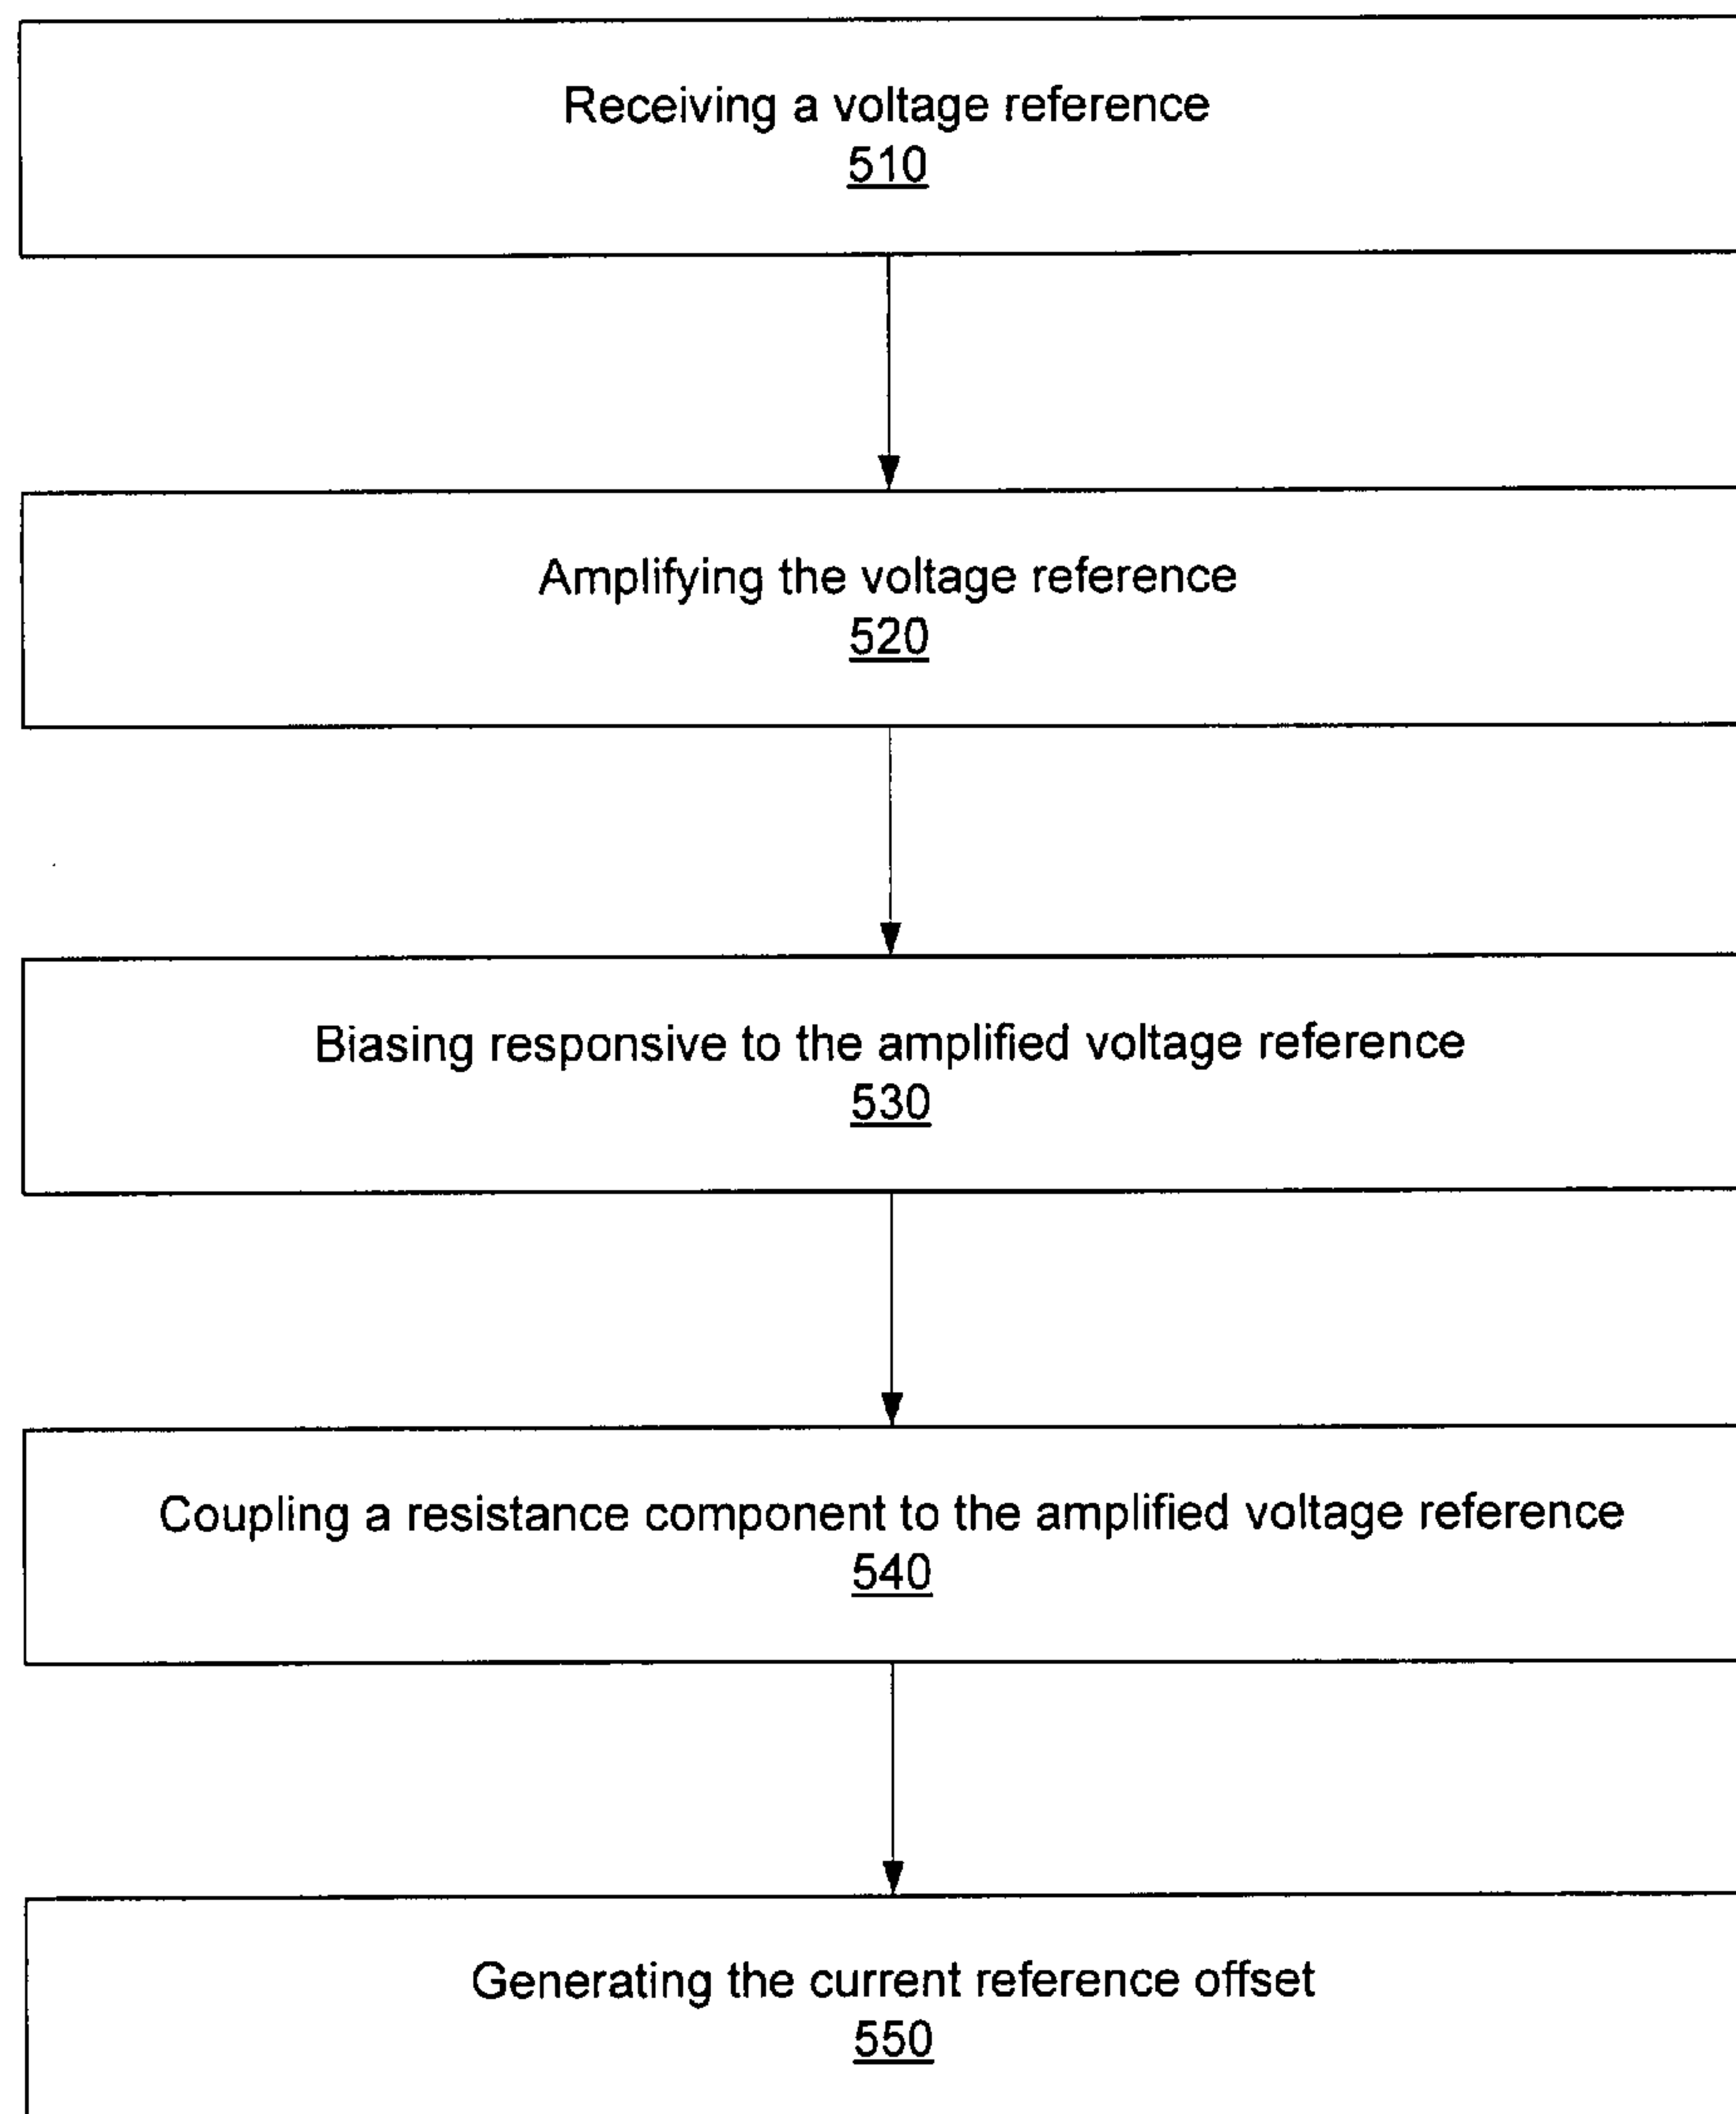 Receiving a voltage reference
510
Amplifying the voltage reference
520
Biasing responsive to the amplified voltage reference
530
Coupling a resistance component to the amplified voltage reference
540
Generating the current reference offset
550